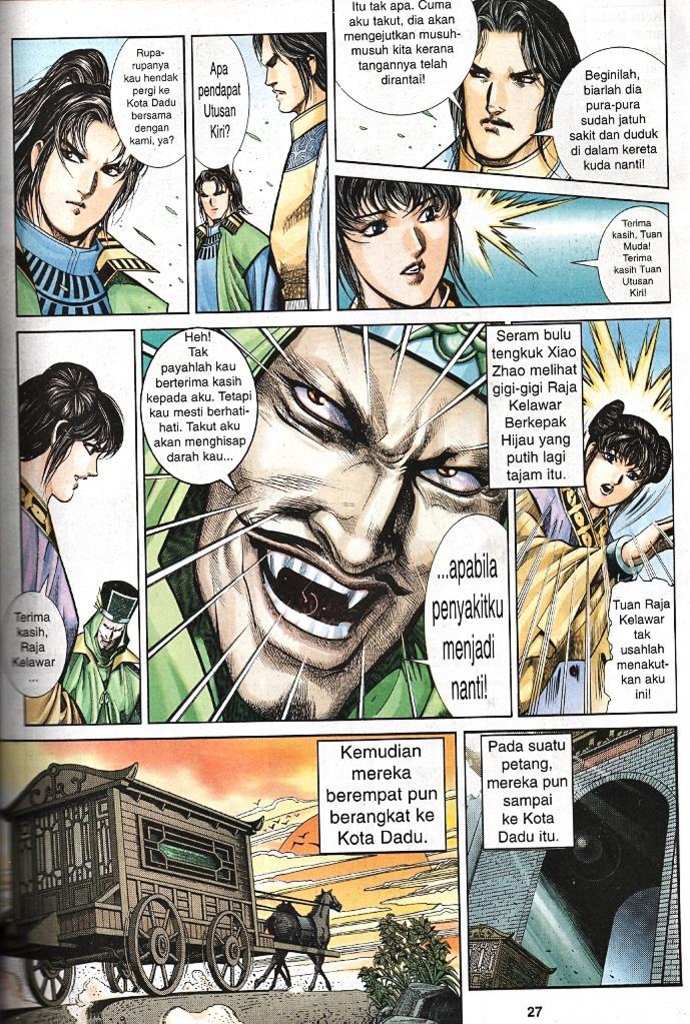 Rupa-
rupanya
kau hendak
pergi ke
Kota Dadu
bersama
dengan
kami, ya?
Apa
pendapat
Utusan
Kiri?
Itu tak apa. Cuma
aku takut, dia akan
mengejutkan musuh-
musuh kita kerana
tangannya telah
dirantai!
Beginilah,
biarlah dia
pura-pura
sudah jatuh
sakit dan duduk
di dalam kereta
kuda nanti!
Terima
kasih, Tuan
Muda!
Terima
kasih Tuan
Utusan
Kiri!
Terima
kasih,
Raja
Kelawar
...
Heh!
Tak
payahlah kau
berterima kasih
kepada aku. Tetapi
kau mesti berhati-
hati. Takut aku
akan menghisap
darah kau...
...apabila
penyakitku
menjadi
nanti!
Seram bulu
tengkuk Xiao
Zhao melihat
gigi-gigi Raja
Kelawar
Berkepak
Hijau yang
putih lagi
tajam itu.
Tuan Raja
Kelawar
tak
usahlah
menakut-
kan aku
ini!
Kemudian
mereka
berempat pun
berangkat ke
Kota Dadu.
Pada suatu
petang,
mereka pun
sampai
ke Kota
Dadu itu.
27